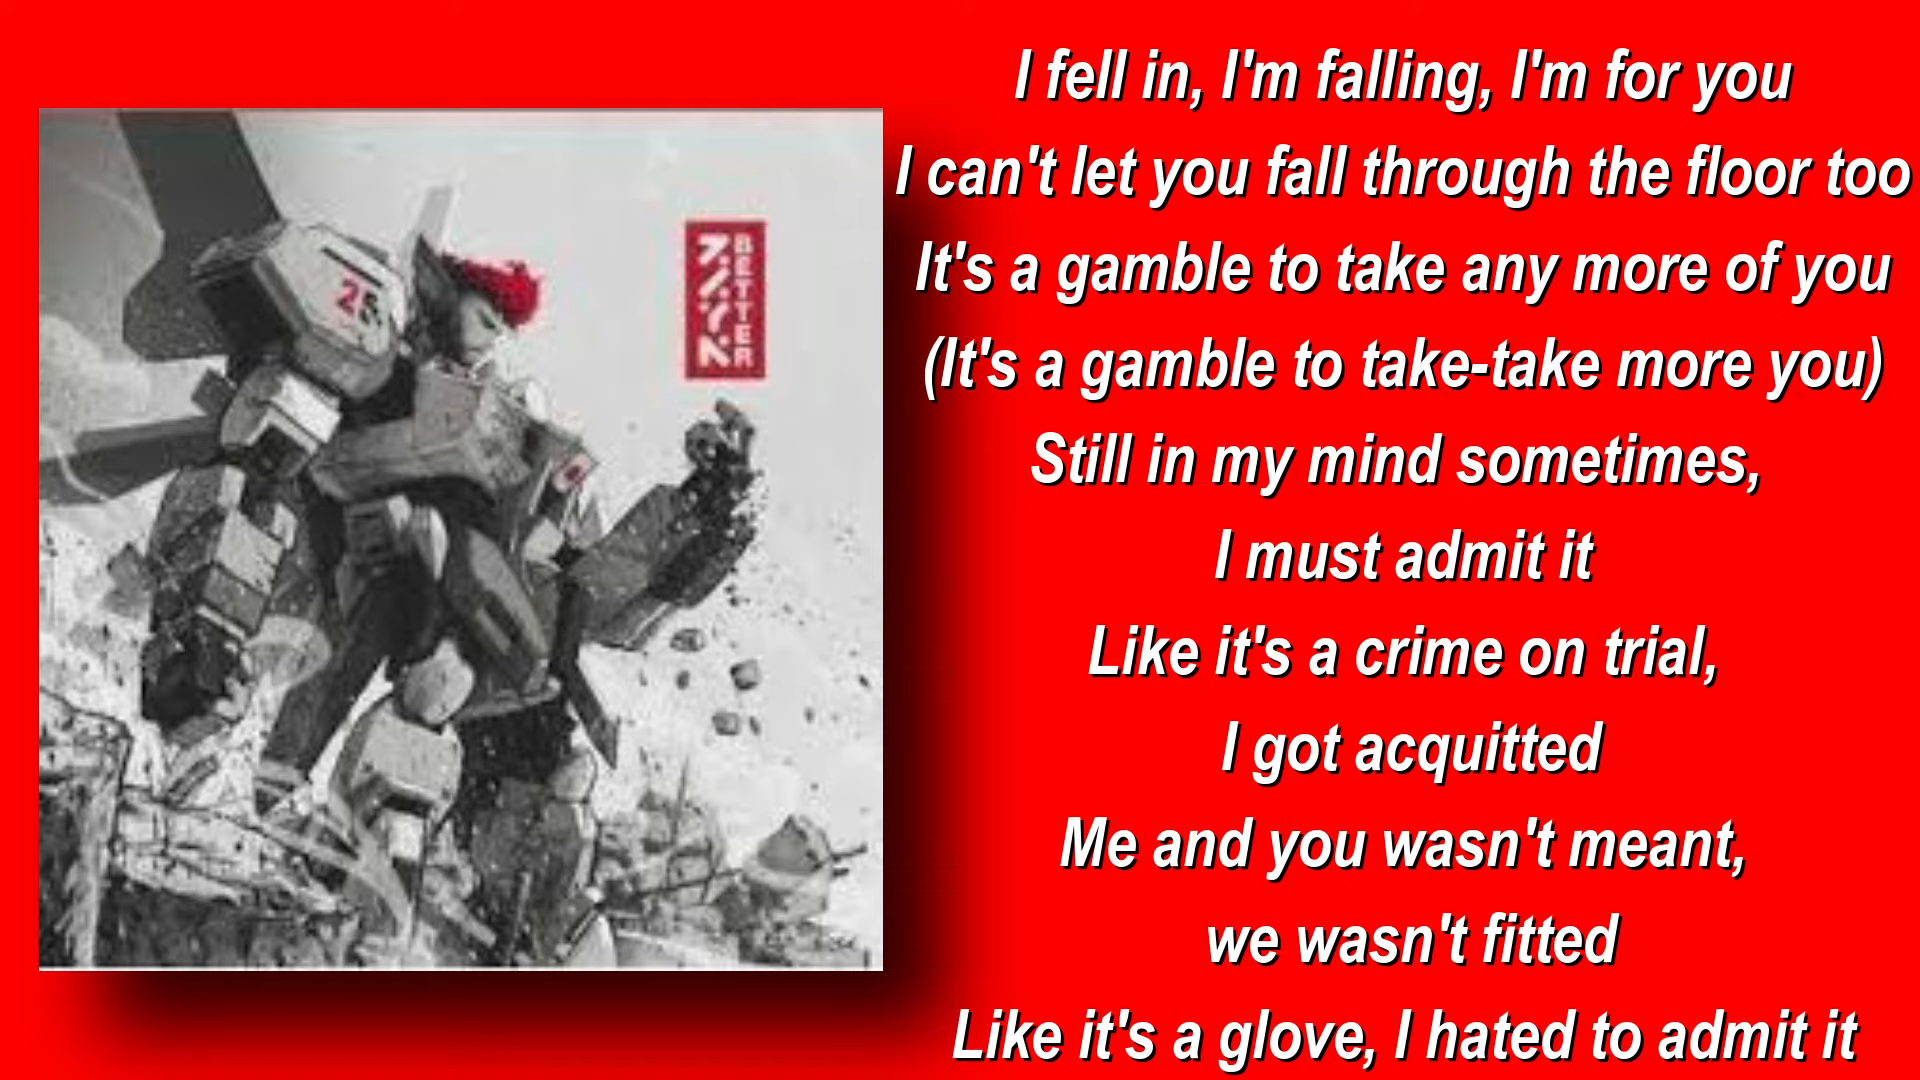 I fell in, I'm falling, I'm for you
I can't let you fall through the floor too
It's a gamble to take any more of you
(It's a gamble to take-take more you)
Still in my mind sometimes,
I must admit it
Like it's a crime on trial,
I got acquitted
Me and you wasn't meant,
we wasn't fitted
Like it's a glove, I hated to admit it
BETTER
25